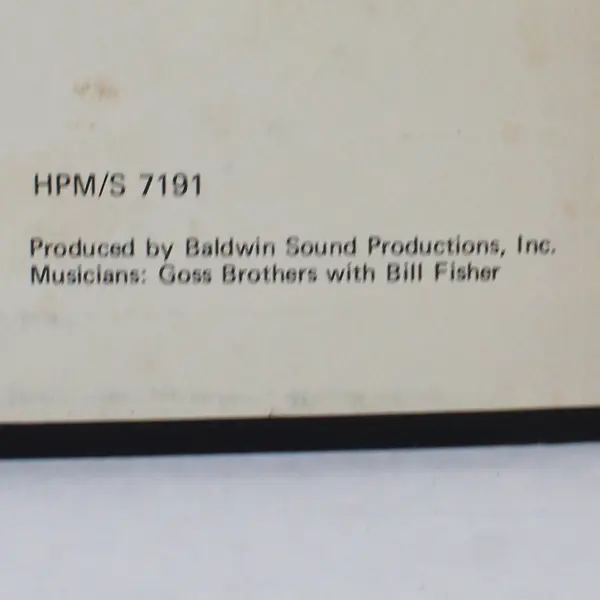 HPM/S 7191
Produced by Baldwin Sound Productions, Inc.
Musicians: Goss Brothers with Bill Fisher